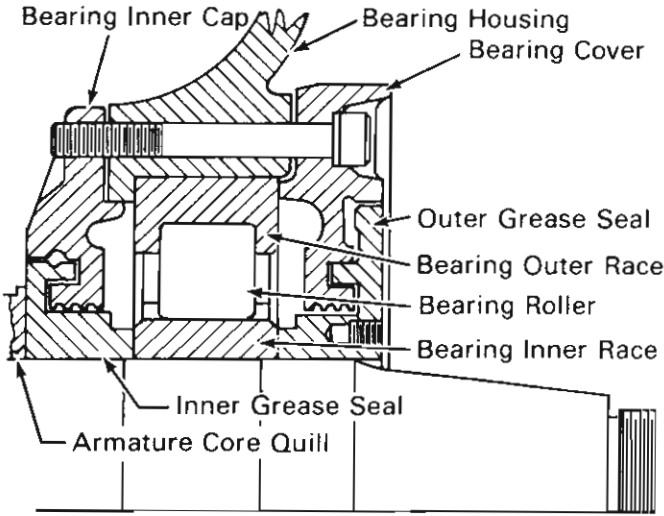 Bearing Inner Cap
Bearing Housing
Bearing Cover
Outer Grease Seal
Bearing Outer Race
Bearing Roller
Bearing Inner Race
Inner Grease Seal
Armature Core Quill